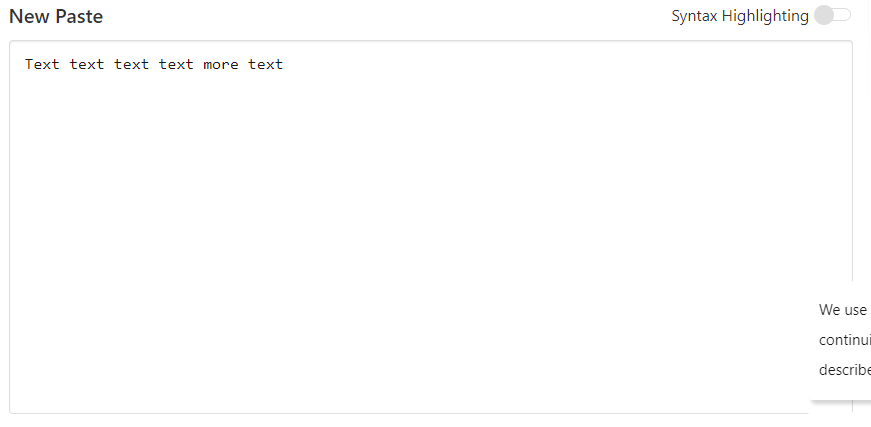 New Paste
Syntax Highlighting
Text text text text more text
We use
continui
describe